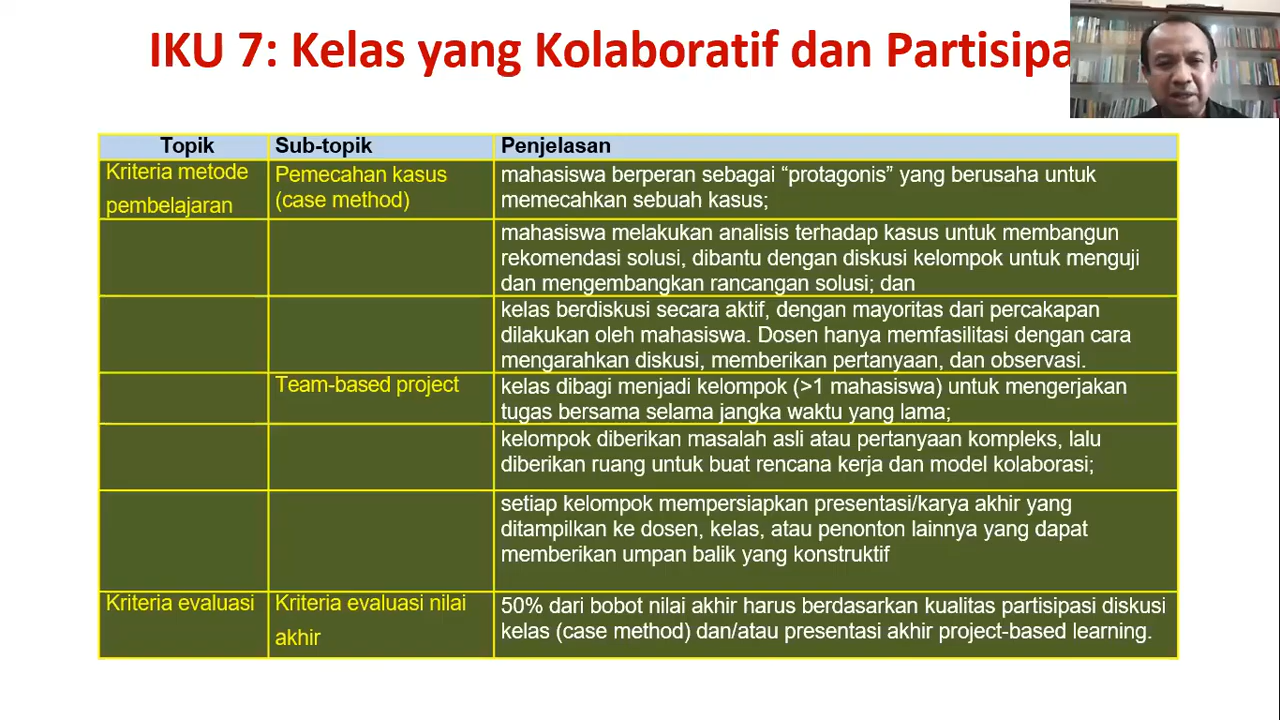 IKU 7: Kelas yang Kolaboratif dan Partisipa
Topik
Sub-topik
Penjelasan
Kriteria metode
pembelajaran
Pemecahan kasus
(case method)
mahasiswa berperan sebagai “protagonis” yang berusaha untuk
memecahkan sebuah kasus;
mahasiswa melakukan analisis terhadap kasus untuk membangun
rekomendasi solusi, dibantu dengan diskusi kelompok untuk menguji
dan mengembangkan rancangan solusi; dan
kelas berdiskusi secara aktif, dengan mayoritas dari percakapan
dilakukan oleh mahasiswa. Dosen hanya memfasilitasi dengan cara
mengarahkan diskusi, memberikan pertanyaan, dan observasi.
Team-based project
kelas dibagi menjadi kelompok (>1 mahasiswa) untuk mengerjakan
tugas bersama selama jangka waktu yang lama;
kelompok diberikan masalah asli atau pertanyaan kompleks, lalu
diberikan ruang untuk buat rencana kerja dan model kolaborasi;
setiap kelompok mempersiapkan presentasi/karya akhir yang
ditampilkan ke dosen, kelas, atau penonton lainnya yang dapat
memberikan umpan balik yang konstruktif
Kriteria evaluasi
Kriteria evaluasi nilai
akhir
50% dari bobot nilai akhir harus berdasarkan kualitas partisipasi diskusi
kelas (case method) dan/atau presentasi akhir project-based learning.